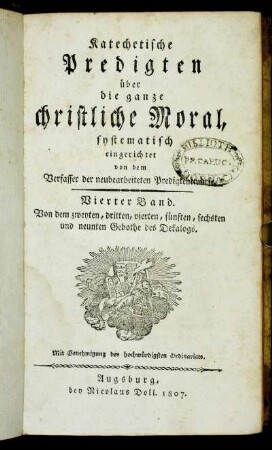 Katechetische
Predigten
über
die ganze
christliche Moral,
systematisch
eingerichtet
von dem
Verfasser der neubearbeiteten Predigtentwürfe.
Vierter Band.
Von dem zweyten, dritten, vierten, fünften, sechsten
und neunten Gebothe des Dekalogs.
Mit Genehmigung des hochwürdigsten Ordinariats.
Augsburg,
bey Nicolaus Doll. 1807.